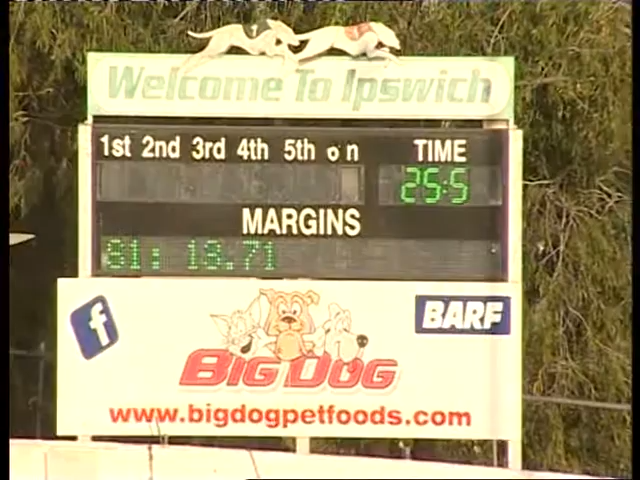 Welcome To Ipswich
1st 2nd 3rd 4th 5th on TIME
25:5
MARGINS
81: 18.71
f
BARF
BIG DOG
www.bigdogpetfoods.com